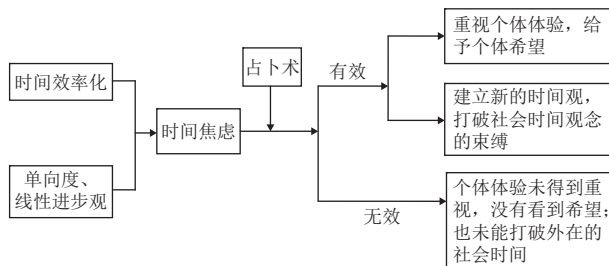 时间效率化
单向度、
线性进步观
时间焦虑
占卜术
有效
无效
重视个体体验，给
予个体希望
建立新的时间观，
打破社会时间观念
的束缚
个体体验未得到重
视，没有看到希望；
也未能打破外在的
社会时间